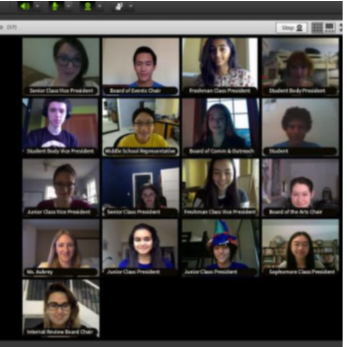 (17)
Stop
Senior Class Vice President
Board of Events Chair
Freshman Class President
Student Body President
Student Body Vice President
Middle School Representative
Board of Comm & Outreach
Student
Junior Class Vice President
Senior Class President
Freshman Class Vice President
Board of the Arts Chair
Ms. Aubrey
Junior Class President
Junior Class President
Sophomore Class President
Internal Review Board Chair